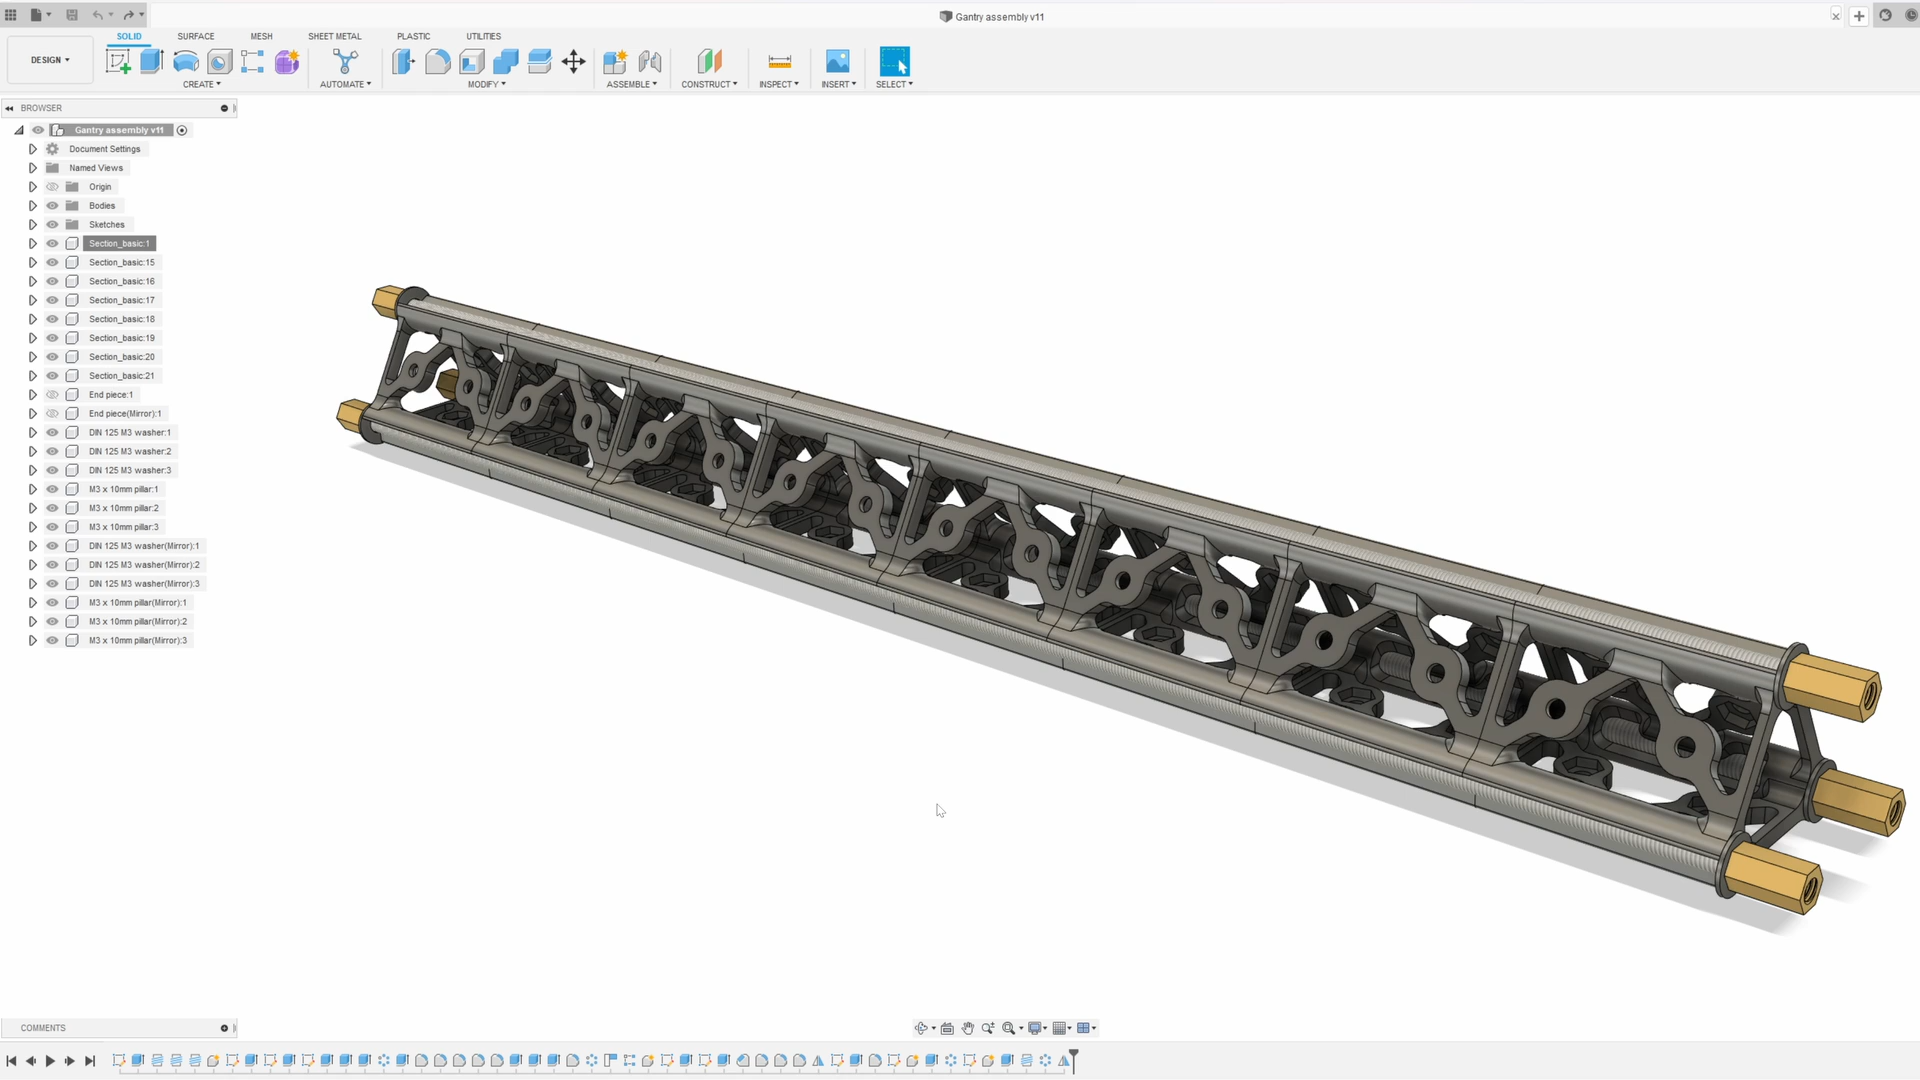 Gantry assembly v11
SOLID SURFACE MESH SHEET METAL PLASTIC UTILITIES
DESIGN
CREATE AUTOMATE MODIFY ASSEMBLE CONSTRUCT INSPECT INSERT SELECT
BROWSER
Gantry assembly v11
Document Settings
Named Views
Origin
Bodies
Sketches
Section_basic:1
Section_basic:15
Section_basic:16
Section_basic:17
Section_basic:18
Section_basic:19
Section_basic:20
Section_basic:21
End piece:1
End piece(Mirror):1
DIN 125 M3 washer:1
DIN 125 M3 washer:2
DIN 125 M3 washer:3
M3 x 10mm pillar:1
M3 x 10mm pillar:2
M3 x 10mm pillar:3
DIN 125 M3 washer(Mirror):1
DIN 125 M3 washer(Mirror):2
DIN 125 M3 washer(Mirror):3
M3 x 10mm pillar(Mirror):1
M3 x 10mm pillar(Mirror):2
M3 x 10mm pillar(Mirror):3
COMMENTS